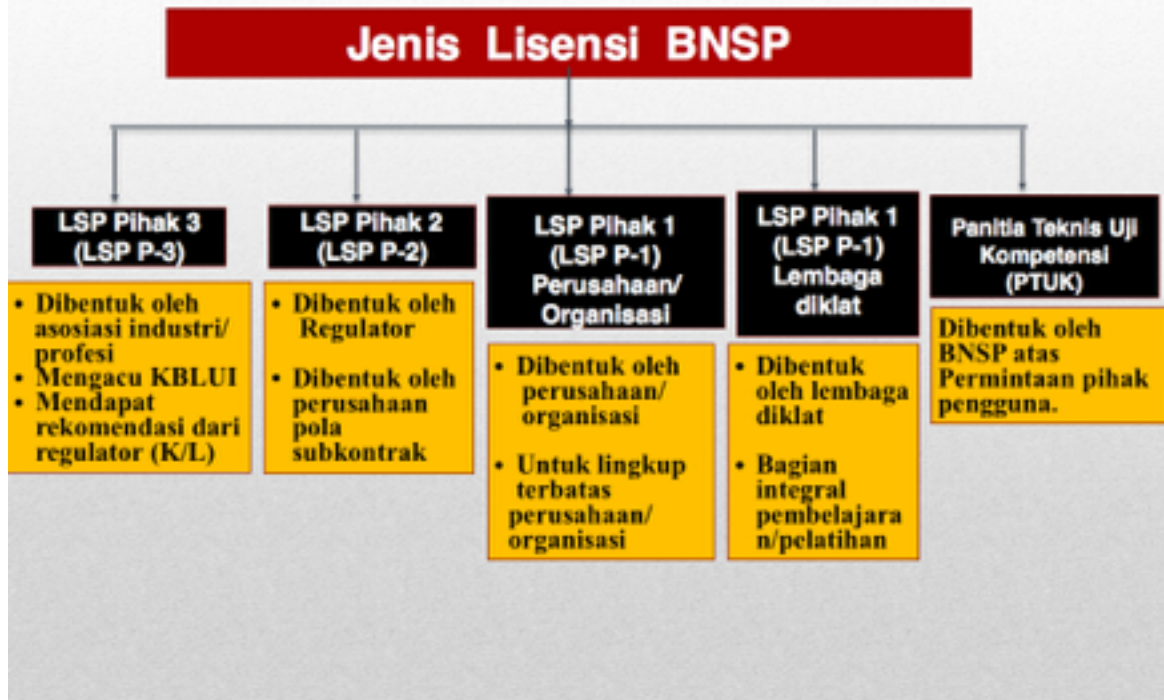 Jenis Lisensi BNSP
LSP Pihak 3
(LSP P-3)
• Dibentuk oleh
asosiasi industri/
profesi
• Mengacu KBLUI
• Mendapat
rekomendasi dari
regulator (K/L)
LSP Pihak 2
(LSP P-2)
• Dibentuk oleh
Regulator
• Dibentuk oleh
perusahaan
pola
subkontrak
LSP Pihak 1
(LSP P-1)
Perusahaan/
Organisasi
• Dibentuk oleh
perusahaan/
organisasi
• Untuk lingkup
terbatas
perusahaan/
organisasi
LSP Pihak 1
(LSP P-1)
Lembaga
diklat
• Dibentuk
oleh lembaga
diklat
• Bagian
integral
pembelajara
n/pelatihan
Panitia Teknis Uji
Kompetensi
(PTUK)
Dibentuk oleh
BNSP atas
Permintaan pihak
pengguna.